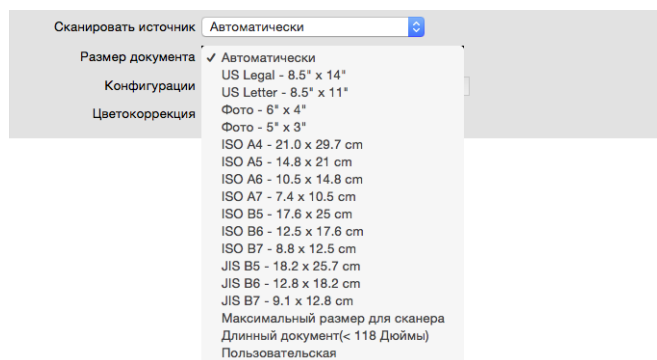 Сканировать источник Автоматически
Размер документа ✓ Автоматически
US Legal - 8.5" x 14"
Конфигурации US Letter - 8.5" x 11"
Фото - 6" x 4"
Цветокоррекция Фото - 5" x 3"
ISO A4 - 21.0 x 29.7 cm
ISO A5 - 14.8 x 21 cm
ISO A6 - 10.5 x 14.8 cm
ISO A7 - 7.4 x 10.5 cm
ISO B5 - 17.6 x 25 cm
ISO B6 - 12.5 x 17.6 cm
ISO B7 - 8.8 x 12.5 cm
JIS B5 - 18.2 x 25.7 cm
JIS B6 - 12.8 x 18.2 cm
JIS B7 - 9.1 x 12.8 cm
Максимальный размер для сканера
Длинный документ(< 118 Дюймы)
Пользовательская